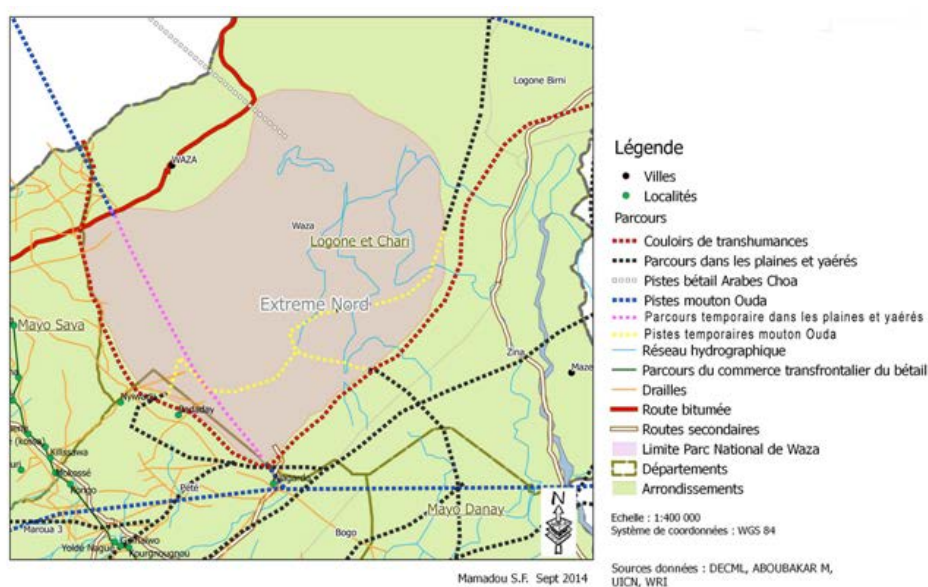 Logone Birni
WAZA
Waza
Logone et Chari
Extreme Nord
Mayo Sava
Zina
Maze
Killissawa
Kongo
Pété
Mayo Danay
Maroua 3
Bogo
N
Légende
Villes
Localités
Parcours
Couloirs de transhumances
Parcours dans les plaines et yaérés
Pistes bétail Arabes Choa
Pistes mouton Ouda
Parcours temporaire dans les plaines et yaérés
Pistes temporaires mouton Ouda
Réseau hydrographique
Parcours du commerce transfrontalier du bétail
Drailles
Route bitumée
Routes secondaires
Limite Parc National de Waza
Départements
Arrondissements
Echelle : 1:400 000
Système de coordonnées : WGS 84
Sources données : DECML, ABOUBAKAR M,
UICN, WRI
Mamadou S.F. Sept 2014